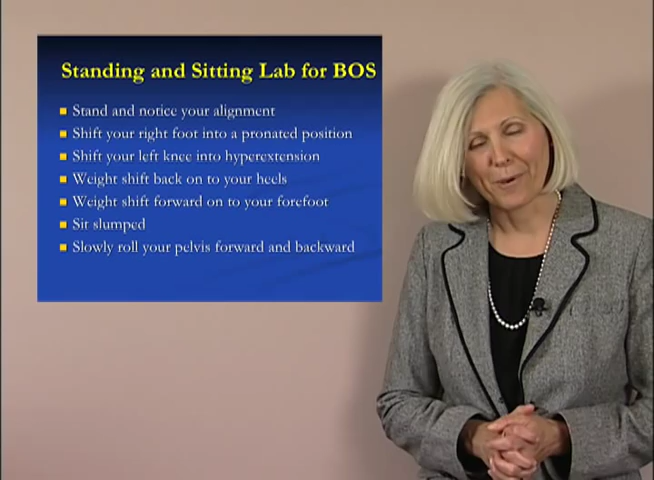 Standing and Sitting Lab for BOS
Stand and notice your alignment
Shift your right foot into a pronated position
Shift your left knee into hyperextension
Weight shift back on to your heels
Weight shift forward on to your forefoot
Sit slumped
Slowly roll your pelvis forward and backward